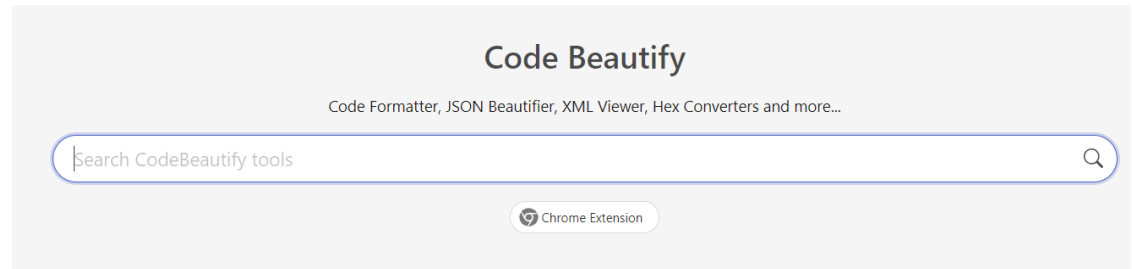 Code Beautify
Code Formatter, JSON Beautifier, XML Viewer, Hex Converters and more...
Search CodeBeautify tools
Chrome Extension